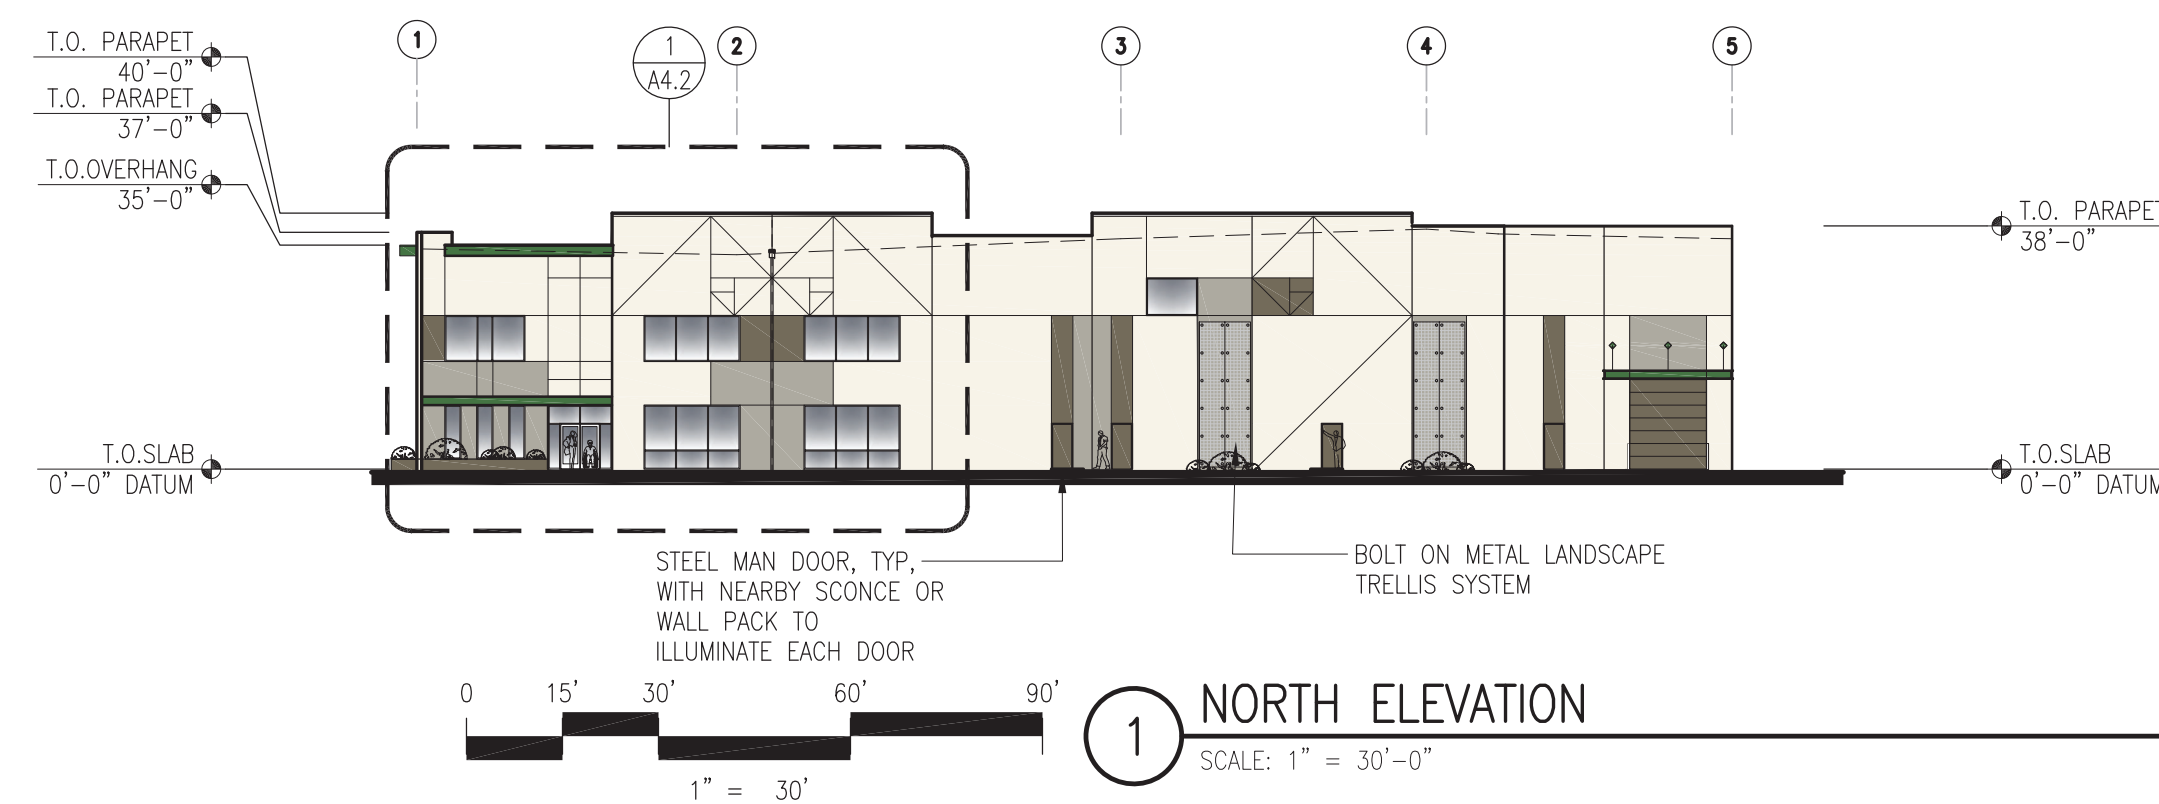 T.O. PARAPET
40'-0"
T.O. PARAPET
37'-0"
T.O.OVERHANG
35'-0"
1
1
A4.2
2
3
4
5
T.O. PARAPET
38'-0"
T.O.SLAB
0'-0" DATUM
T.O.SLAB
0'-0" DATUM
STEEL MAN DOOR, TYP,
WITH NEARBY SCONCE OR
WALL PACK TO
ILLUMINATE EACH DOOR
BOLT ON METAL LANDSCAPE
TRELLIS SYSTEM
0 15' 30' 60' 90'
1" = 30'
1
NORTH ELEVATION
SCALE: 1" = 30'-0"